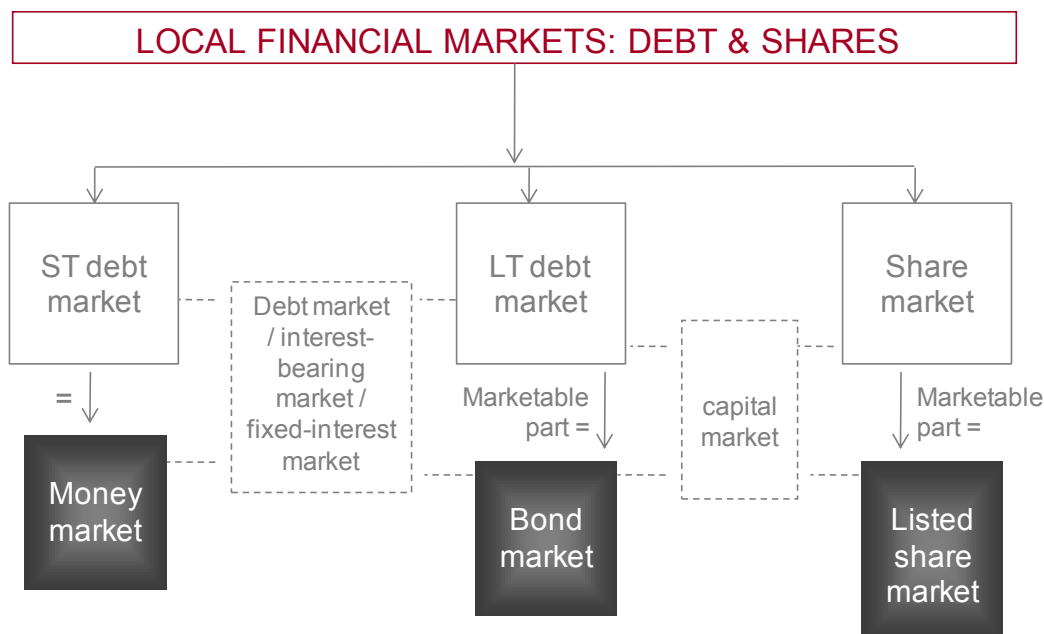 LOCAL FINANCIAL MARKETS: DEBT & SHARES
ST debt
market
LT debt
market
Share
market
Debt market
/ interest-
bearing
market /
fixed-interest
market
capital
market
=
Marketable
part =
Marketable
part =
Money
market
Bond
market
Listed
share
market